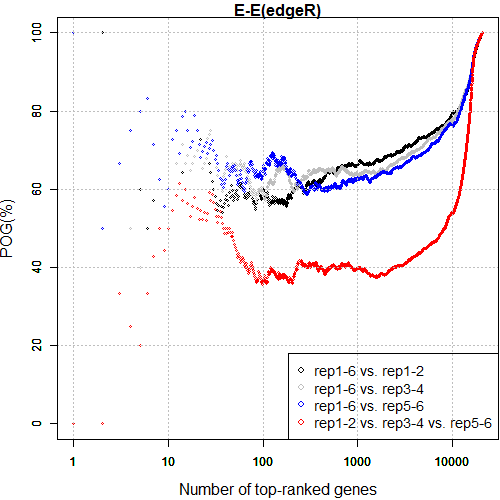 E-E(edgeR)
POG(%)
100
80
60
40
20
0
rep1-6 vs. rep1-2
rep1-6 vs. rep3-4
rep1-6 vs. rep5-6
rep1-2 vs. rep3-4 vs. rep5-6
1 10 100 1000 10000
Number of top-ranked genes